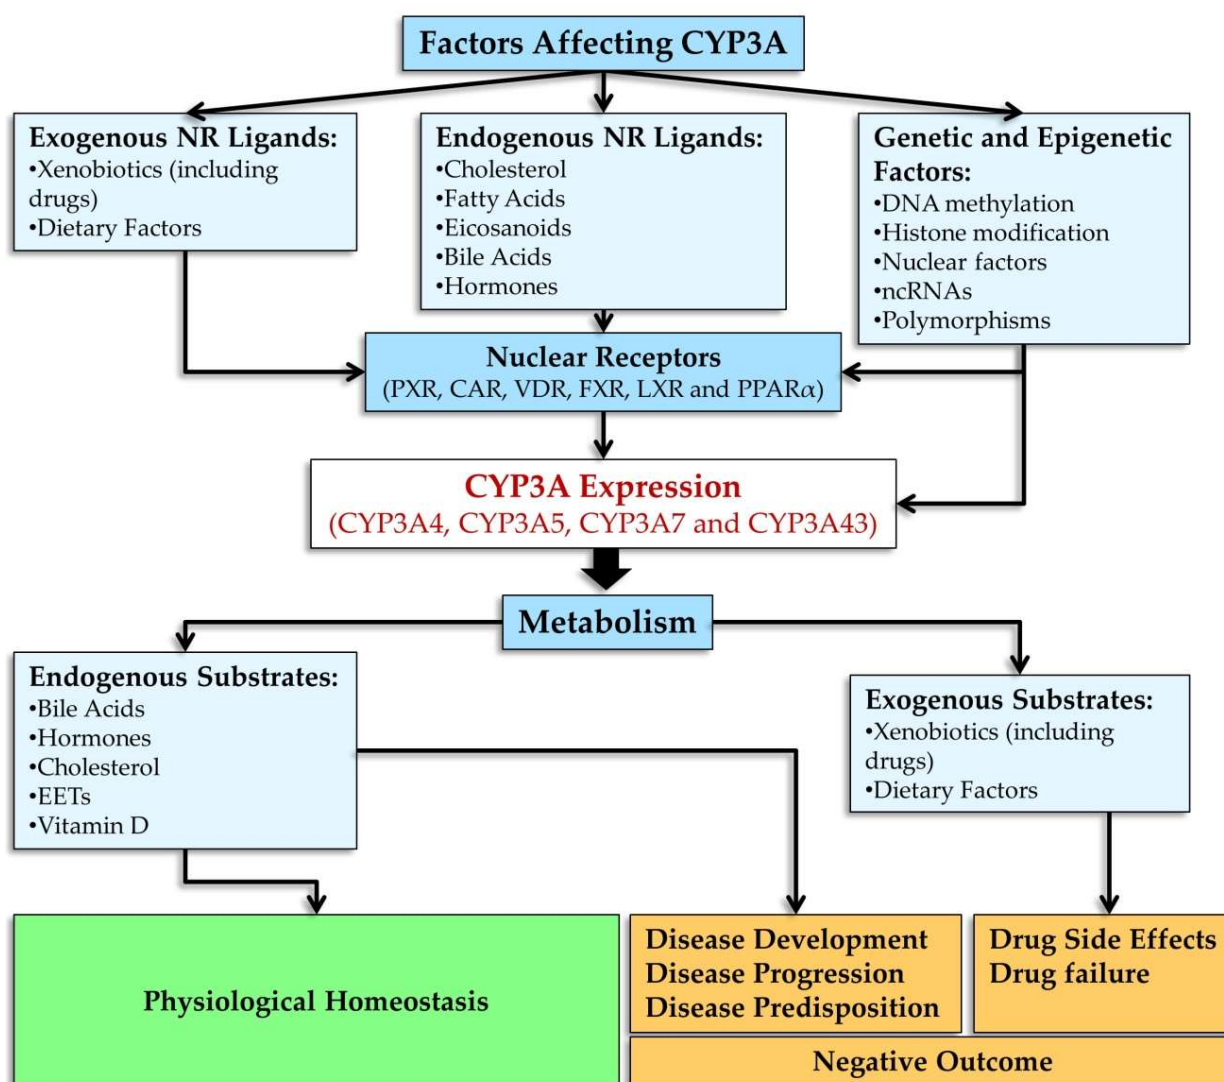 Factors Affecting CYP3A
Exogenous NR Ligands:
•Xenobiotics (including
drugs)
•Dietary Factors
Endogenous NR Ligands:
•Cholesterol
•Fatty Acids
•Eicosanoids
•Bile Acids
•Hormones
Genetic and Epigenetic
Factors:
•DNA methylation
•Histone modification
•Nuclear factors
•ncRNAs
•Polymorphisms
Nuclear Receptors
(PXR, CAR, VDR, FXR, LXR and PPARα)
CYP3A Expression
(CYP3A4, CYP3A5, CYP3A7 and CYP3A43)
Metabolism
Endogenous Substrates:
•Bile Acids
•Hormones
•Cholesterol
•EETs
•Vitamin D
Exogenous Substrates:
•Xenobiotics (including
drugs)
•Dietary Factors
Physiological Homeostasis
Disease Development
Disease Progression
Disease Predisposition
Drug Side Effects
Drug failure
Negative Outcome